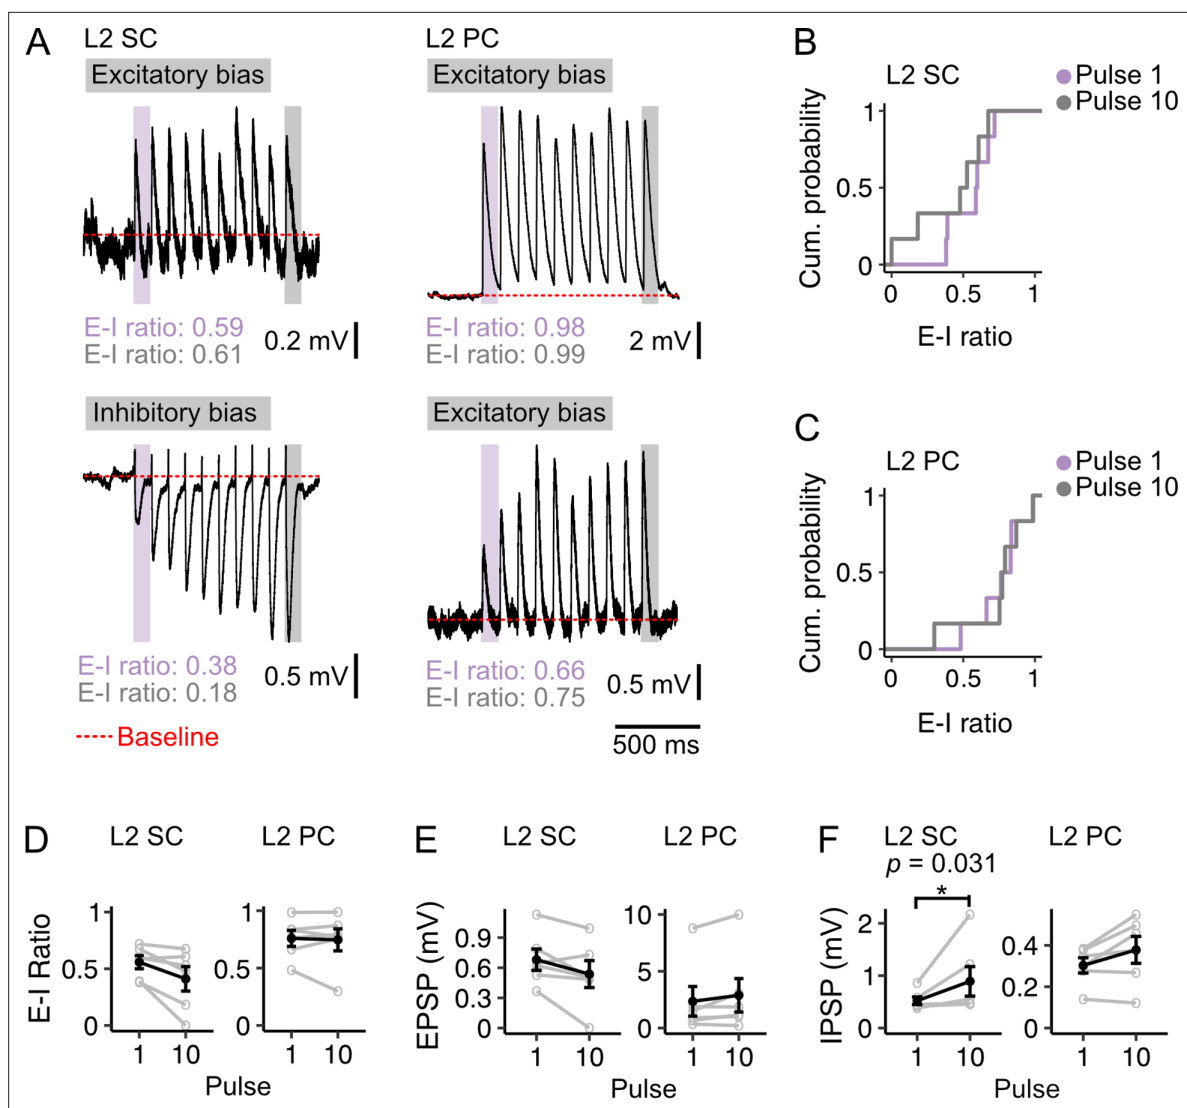 A
L2 SC
Excitatory bias
E-I ratio: 0.59
E-I ratio: 0.61
0.2 mV
L2 PC
Excitatory bias
E-I ratio: 0.98
E-I ratio: 0.99
2 mV
Inhibitory bias
E-I ratio: 0.38
E-I ratio: 0.18
0.5 mV
Baseline
Excitatory bias
E-I ratio: 0.66
E-I ratio: 0.75
0.5 mV
500 ms
B
L2 SC
Pulse 1
Pulse 10
Cum. probability
1
0.5
0
0 0.5 1
E-I ratio
C
L2 PC
Pulse 1
Pulse 10
Cum. probability
1
0.5
0
0 0.5 1
E-I ratio
D
L2 SC
L2 PC
E-I Ratio
1
0.5
0
1 10
1
0.5
0
1 10
Pulse
E
L2 SC
L2 PC
EPSP (mV)
0.9
0.6
0.3
0
1 10
10
5
0
1 10
Pulse
F
L2 SC
L2 PC
p = 0.031
*
IPSP (mV)
2
1
0
1 10
0.4
0.2
0
1 10
Pulse